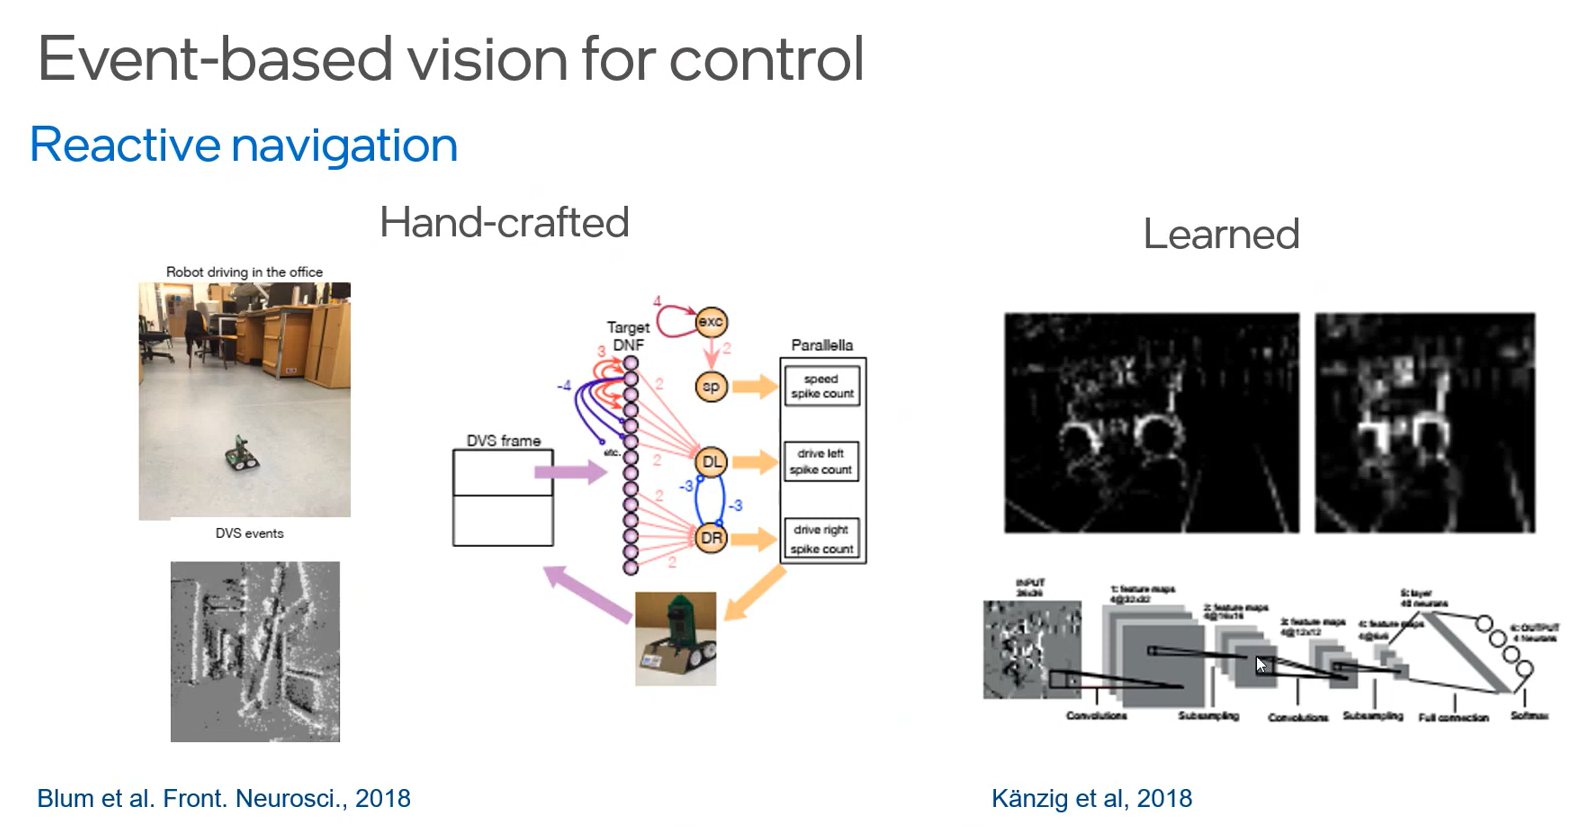 Event-based vision for control
Reactive navigation
Hand-crafted
Robot driving in the office
DVS events
DVS frame
Target
DNF
4
exc
2
3
-4
etc.
2
2
2
2
sp
DL
-3
-3
DR
Parallella
speed
spike count
drive left
spike count
drive right
spike count
Blum et al. Front. Neurosci., 2018
Learned
INPUT
36x36
1: feature maps
4@32x32
2: feature maps
4@16x16
3: feature maps
4@12x12
4: feature maps
4@6x6
5: layer
40 neurons
6: OUTPUT
4 Neurons
Convolutions
Subsampling
Convolutions
Subsampling
Full connection
Softmax
Känzig et al, 2018